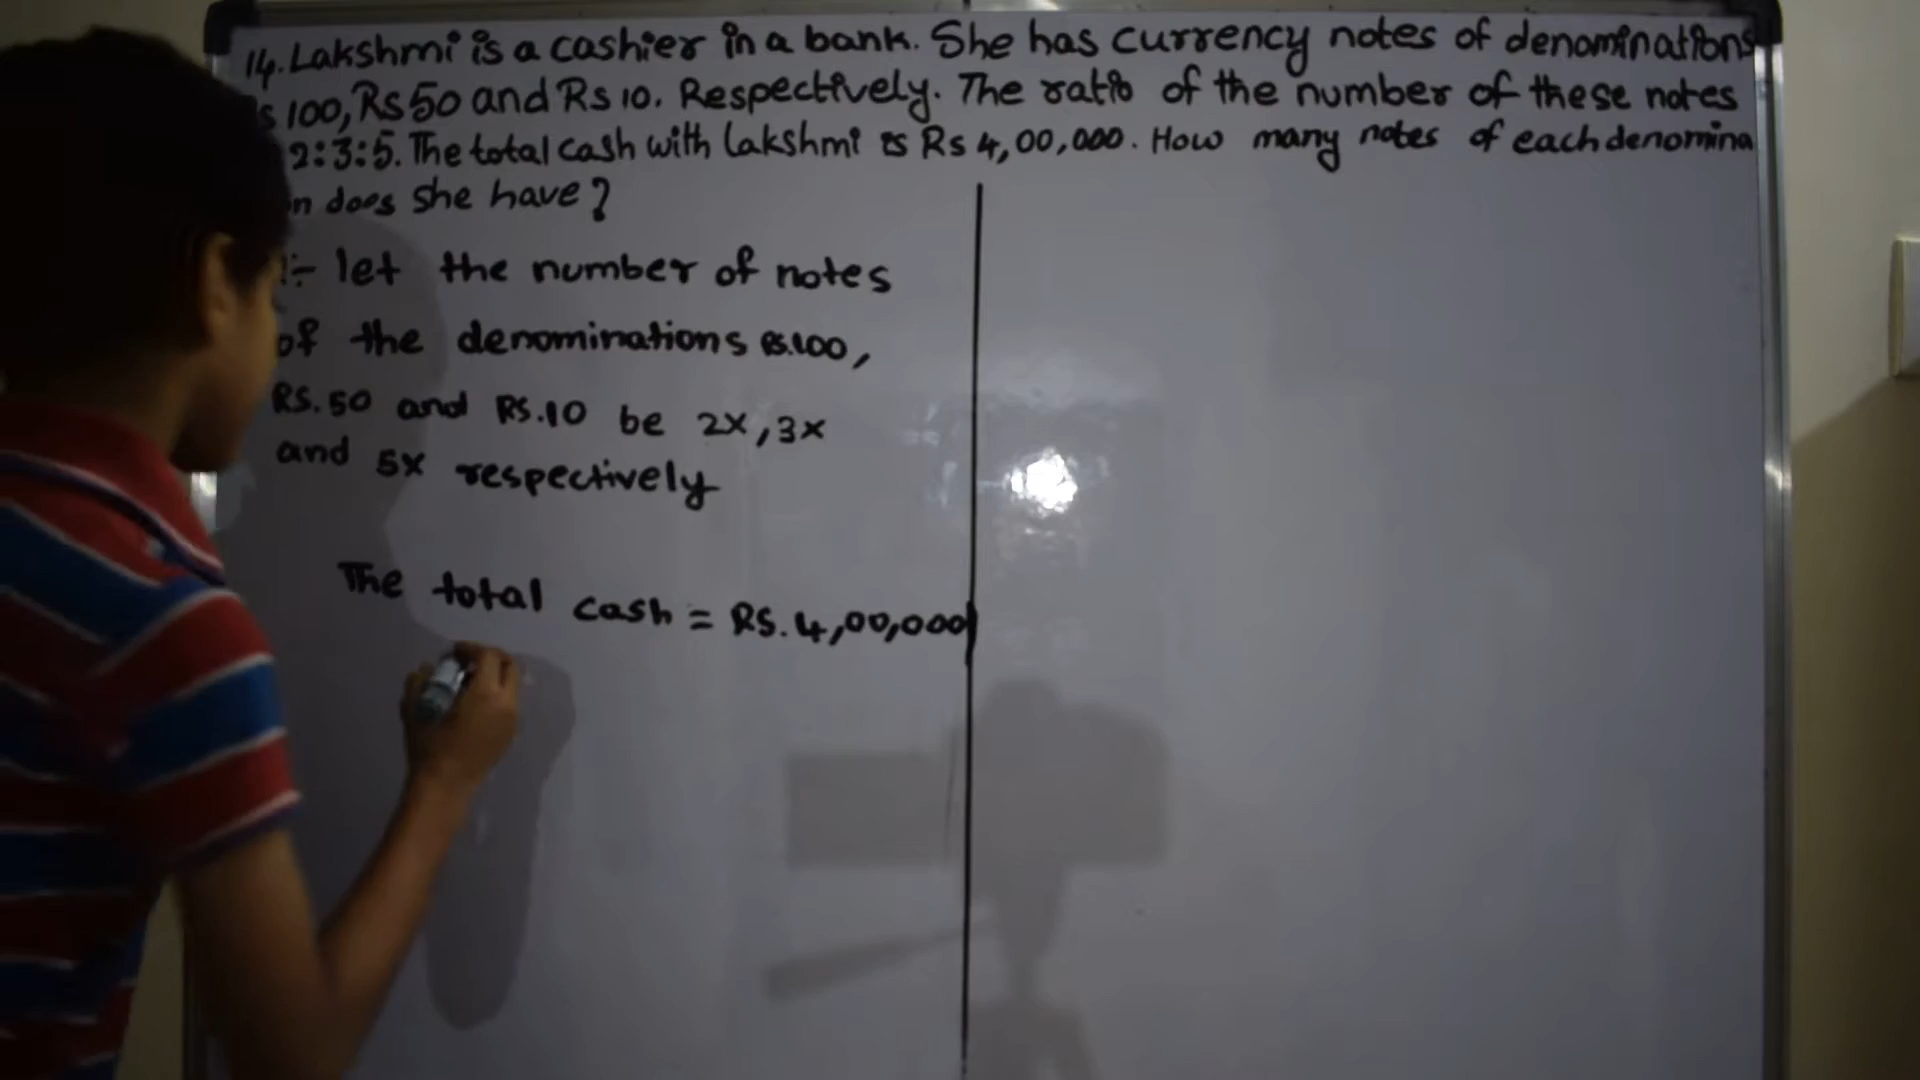 14. Lakshmi is a cashier in a bank. She has currency notes of denominations
s 100, Rs 50 and Rs 10. Respectively. The ratio of the number of these notes
2:3:5. The total cash with Lakshmi is Rs 4,00,000. How many notes of each denomina
n does she have?
:- let the number of notes
of the denominations Rs.100,
RS.50 and RS.10 be 2x, 3x
and 5x respectively
The total cash = RS. 4,00,000